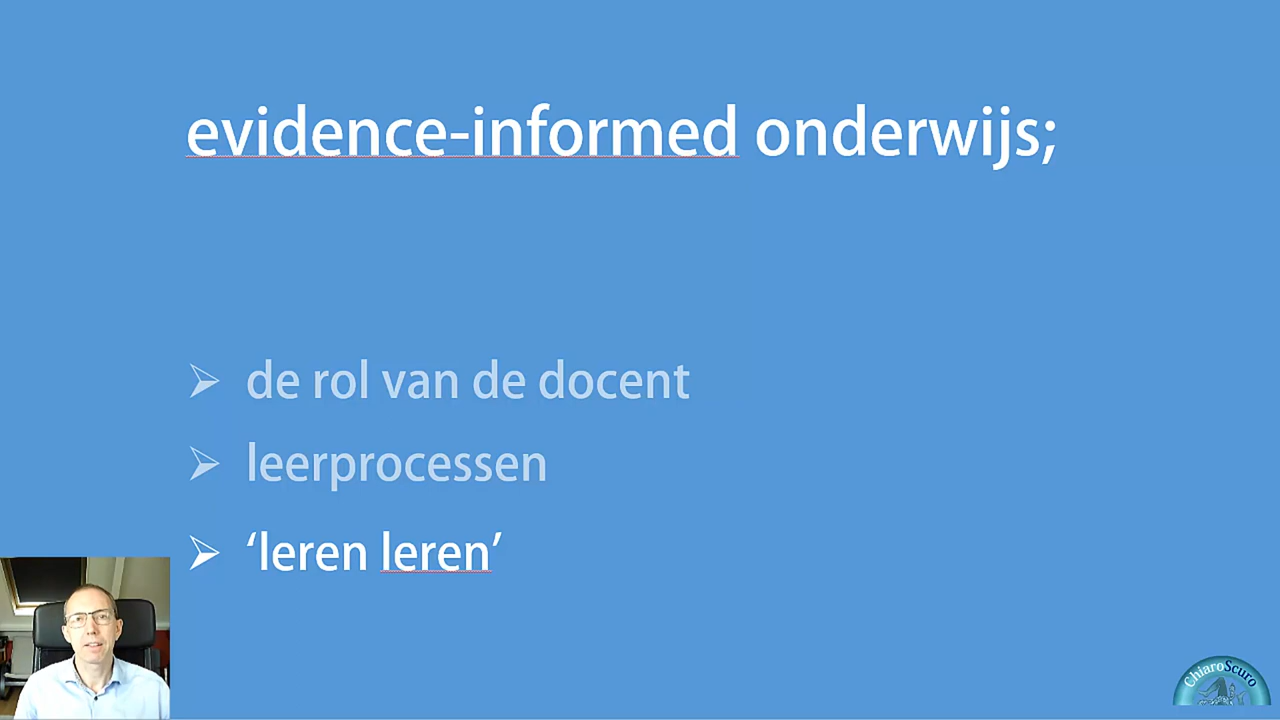 evidence-informed onderwijs;
➢ de rol van de docent
➢ leerprocessen
➢ ‘leren leren’
ChiaroScuro